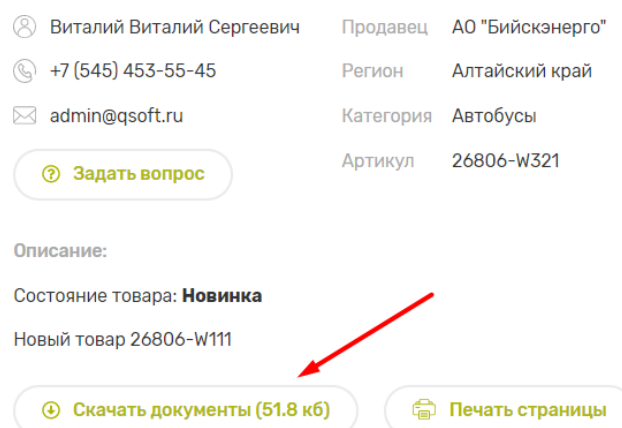 Виталий Виталий Сергеевич
+7 (545) 453-55-45
admin@qsoft.ru
Задать вопрос
Продавец АО "Бийскэнерго"
Регион Алтайский край
Категория Автобусы
Артикул 26806-W321
Описание:
Состояние товара: Новинка
Новый товар 26806-W111
Скачать документы (51.8 кб)
Печать страницы